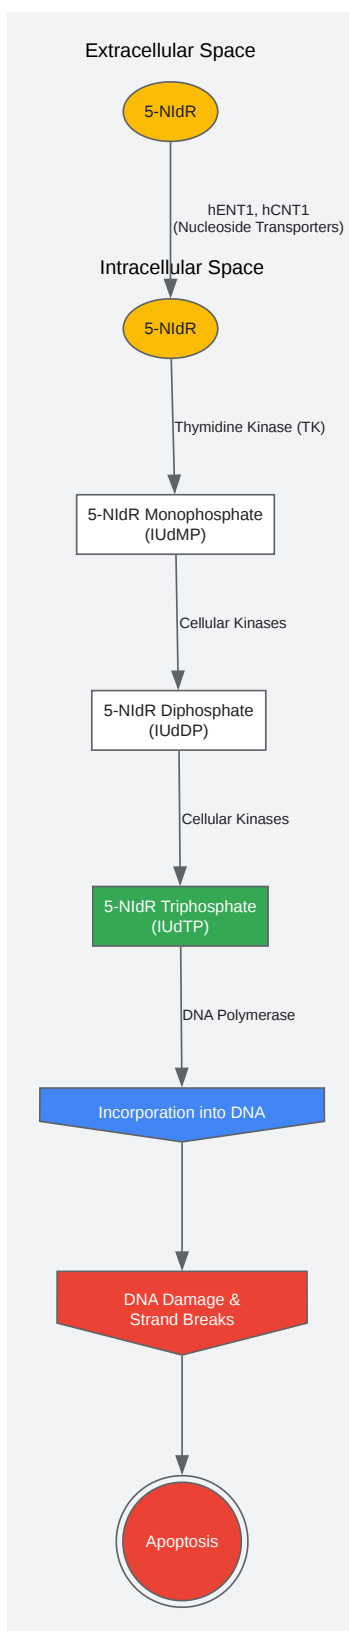 Extracellular Space
5-NIdR
hENT1, hCNT1
(Nucleoside Transporters)
Intracellular Space
5-NIdR
Thymidine Kinase (TK)
5-NIdR Monophosphate
(IUdMP)
Cellular Kinases
5-NIdR Diphosphate
(IUdDP)
Cellular Kinases
5-NIdR Triphosphate
(IUdTP)
DNA Polymerase
Incorporation into DNA
DNA Damage &
Strand Breaks
Apoptosis